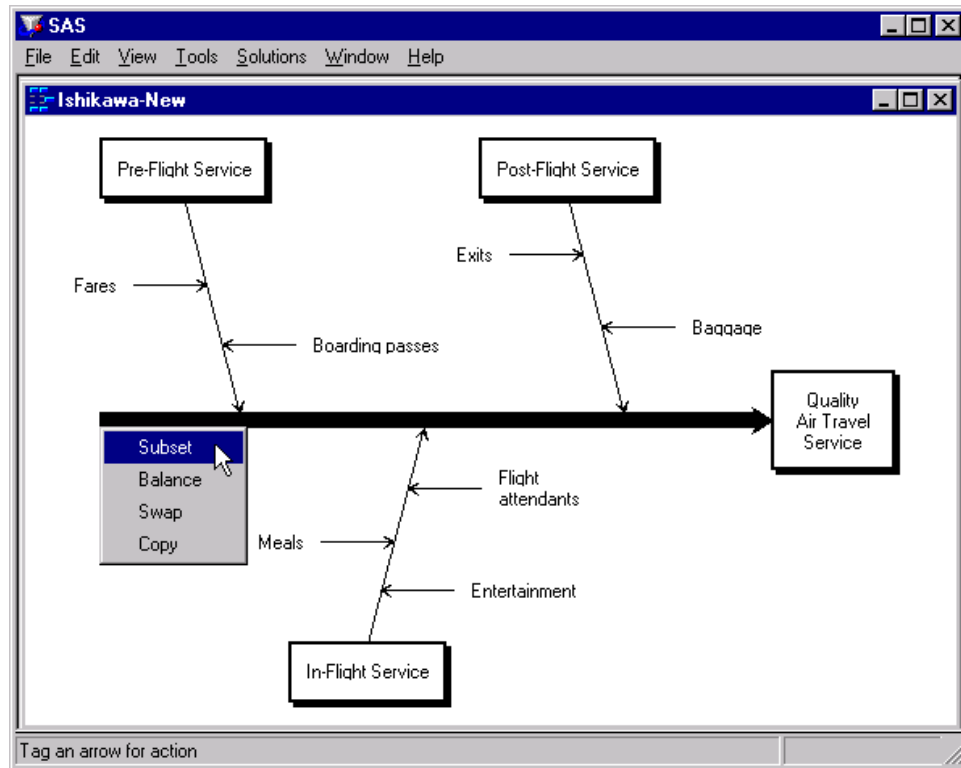 SAS
File Edit View Tools Solutions Window Help
Ishikawa-New
Pre-Flight Service
Post-Flight Service
Exits
Fares
Baggage
Boarding passes
Quality
Air Travel
Service
Subset
Balance
Swap
Copy
Flight
attendants
Meals
Entertainment
In-Flight Service
Tag an arrow for action